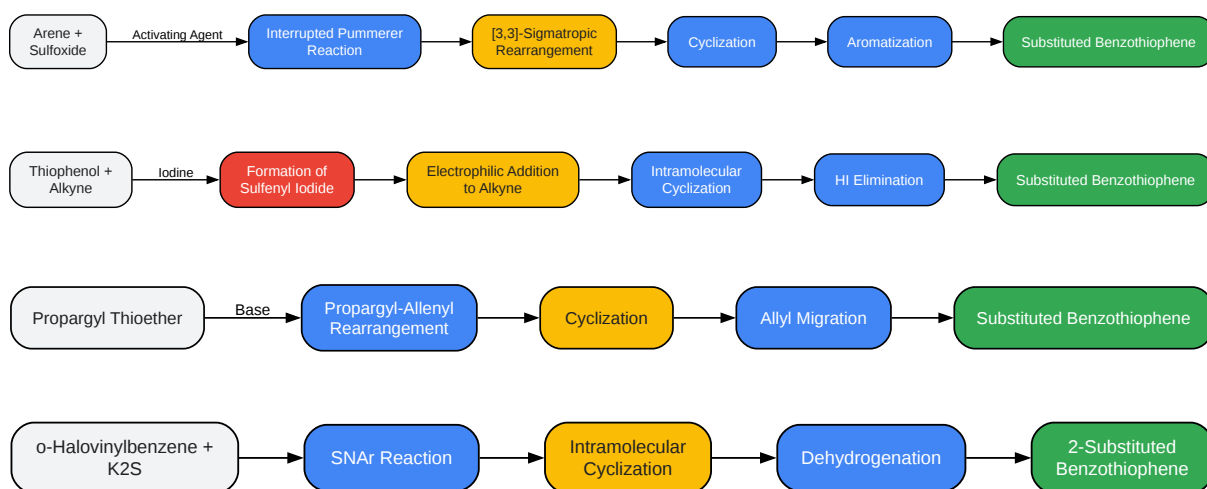 Arene +
Sulfoxide
Activating Agent
Interrupted Pummerer
Reaction
[3,3]-Sigmatropic
Rearrangement
Cyclization
Aromatization
Substituted Benzothiophene
Thiophenol +
Alkyne
Iodine
Formation of
Sulfenyl Iodide
Electrophilic Addition
to Alkyne
Intramolecular
Cyclization
HI Elimination
Substituted Benzothiophene
Propargyl Thioether
Base
Propargyl-Allenyl
Rearrangement
Cyclization
Allyl Migration
Substituted Benzothiophene
o-Halovinylbenzene +
K2S
SNAr Reaction
Intramolecular
Cyclization
Dehydrogenation
2-Substituted
Benzothiophene